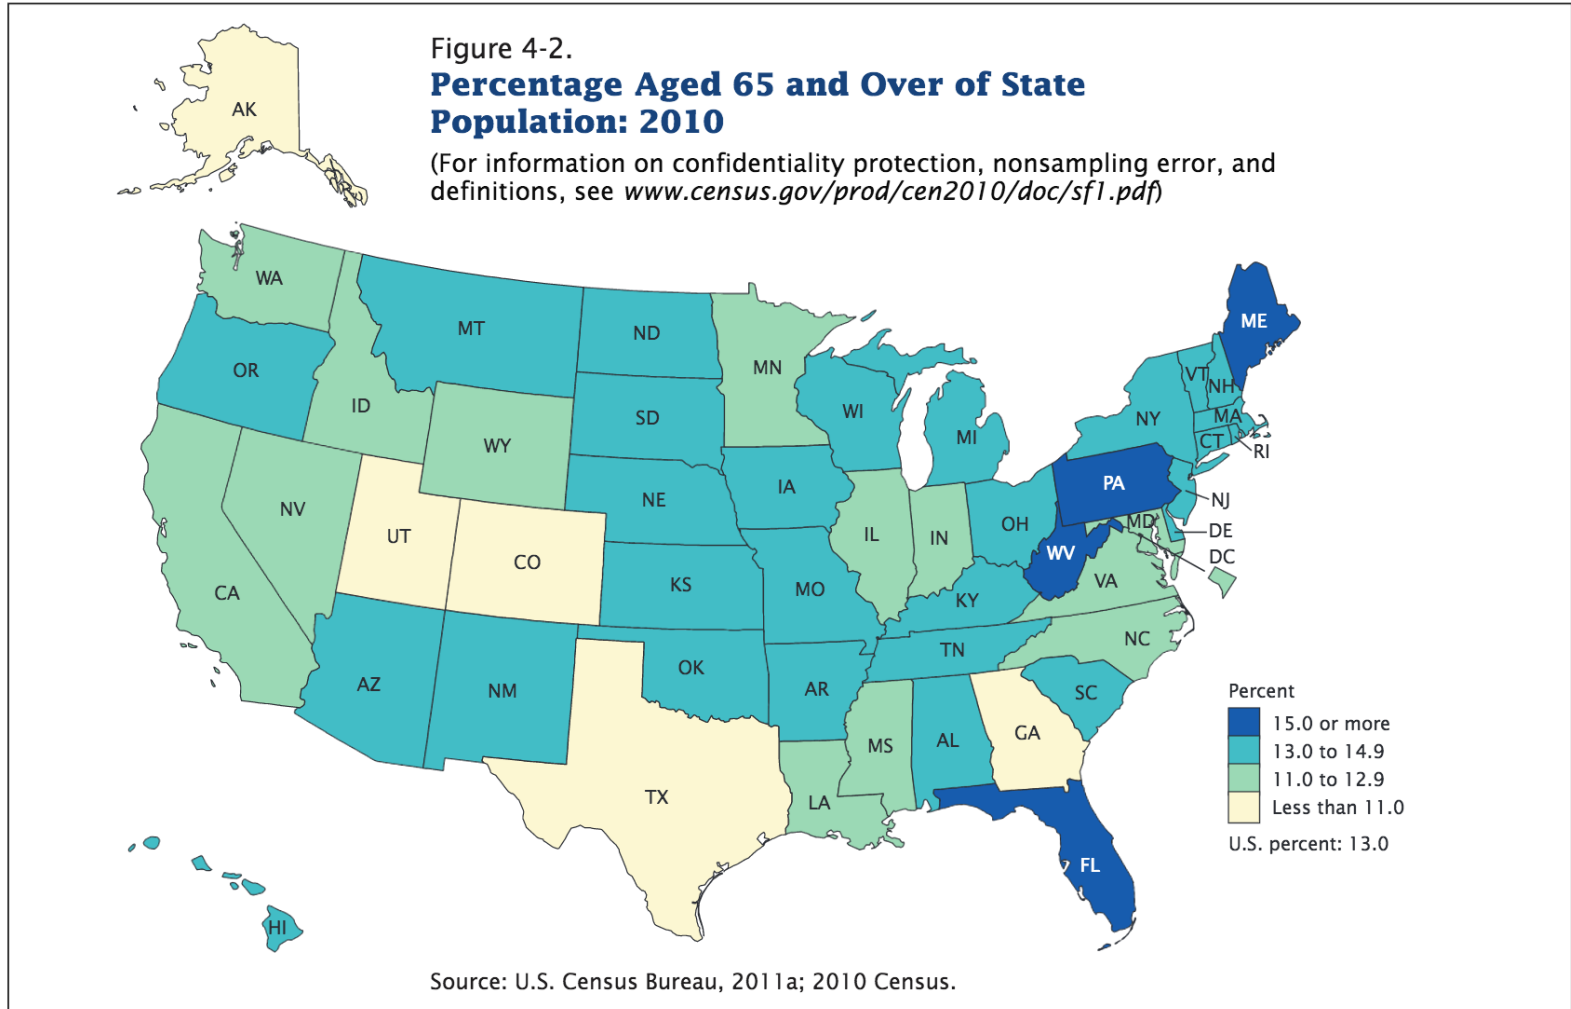 Figure 4-2.
Percentage Aged 65 and Over of State
Population: 2010
(For information on confidentiality protection, nonsampling error, and
definitions, see www.census.gov/prod/cen2010/doc/sf1.pdf)
AK
WA
MT
ND
MN
ME
OR
ID
WY
SD
WI
MI
NY
VT
NH
MA
CT
RI
NV
UT
CO
NE
IA
IL
IN
OH
PA
NJ
DE
MD
DC
WV
VA
CA
KS
MO
KY
NC
TN
AZ
NM
OK
AR
SC
MS
AL
GA
TX
LA
FL
HI
Percent
15.0 or more
13.0 to 14.9
11.0 to 12.9
Less than 11.0
U.S. percent: 13.0
Source: U.S. Census Bureau, 2011a; 2010 Census.